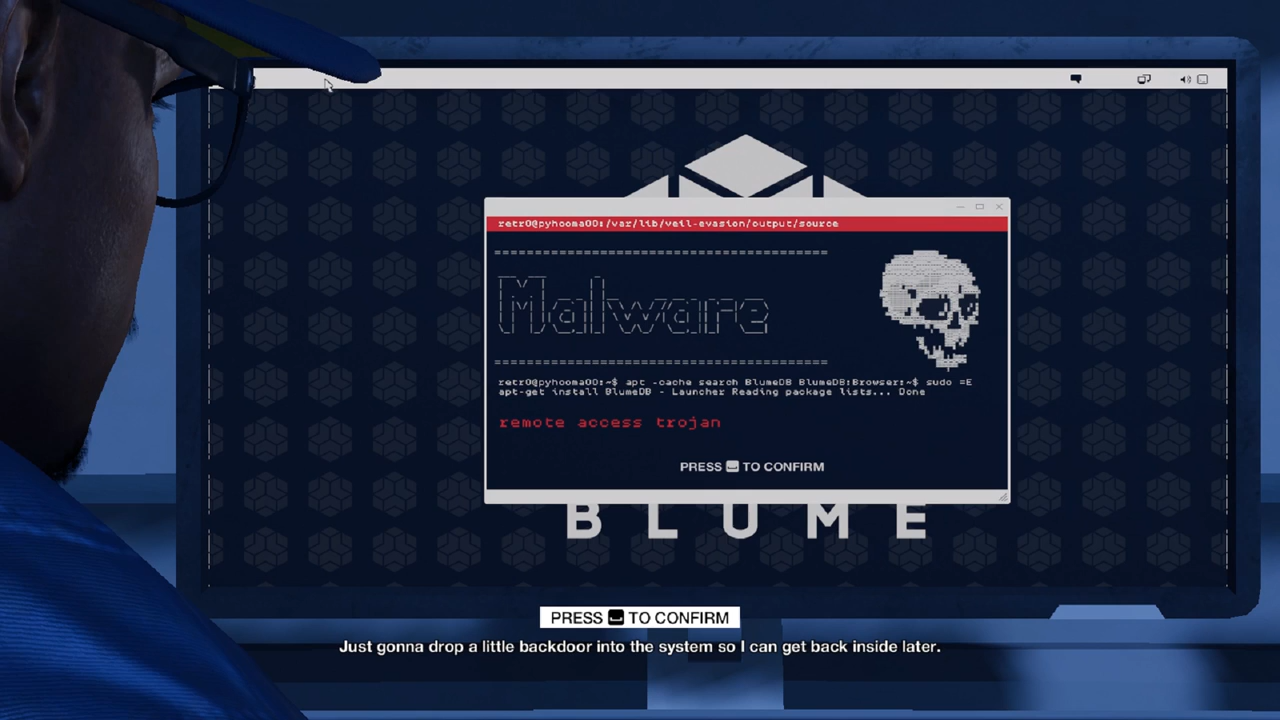 retr0@pyhooma00:/var/lib/veil-evasion/output/source
=========================================
Malware
=========================================
retr0@pyhooma00:~$ apt -cache search BlumeDB BlumeDB:Browser:~$ sudo =E
apt-get install BlumeDB - Launcher Reading package lists... Done
remote access trojan
PRESS TO CONFIRM
BLUME
PRESS TO CONFIRM
Just gonna drop a little backdoor into the system so I can get back inside later.